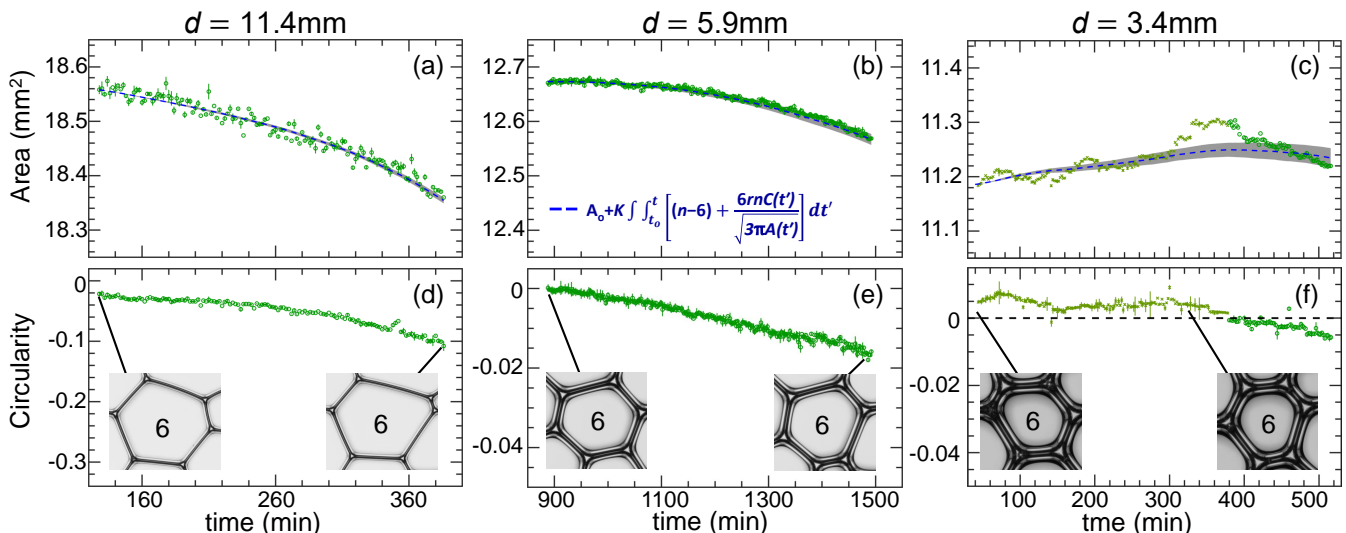 d = 11.4mm
d = 5.9mm
d = 3.4mm
Area (mm²)
18.6
18.5
18.4
18.3
(a)
12.7
12.6
12.5
12.4
(b)
A₀+K ∫ ∫ₜₒᵗ [(n−6) + 6rnC(t') / √3πA(t')] dt'
11.4
11.3
11.2
11.1
(c)
Circularity
0
-0.1
-0.2
-0.3
(d)
6
6
160
260
360
time (min)
0
-0.02
-0.04
(e)
6
6
900
1100
1300
1500
time (min)
0
-0.02
-0.04
(f)
6
6
100
200
300
400
500
tme (min)